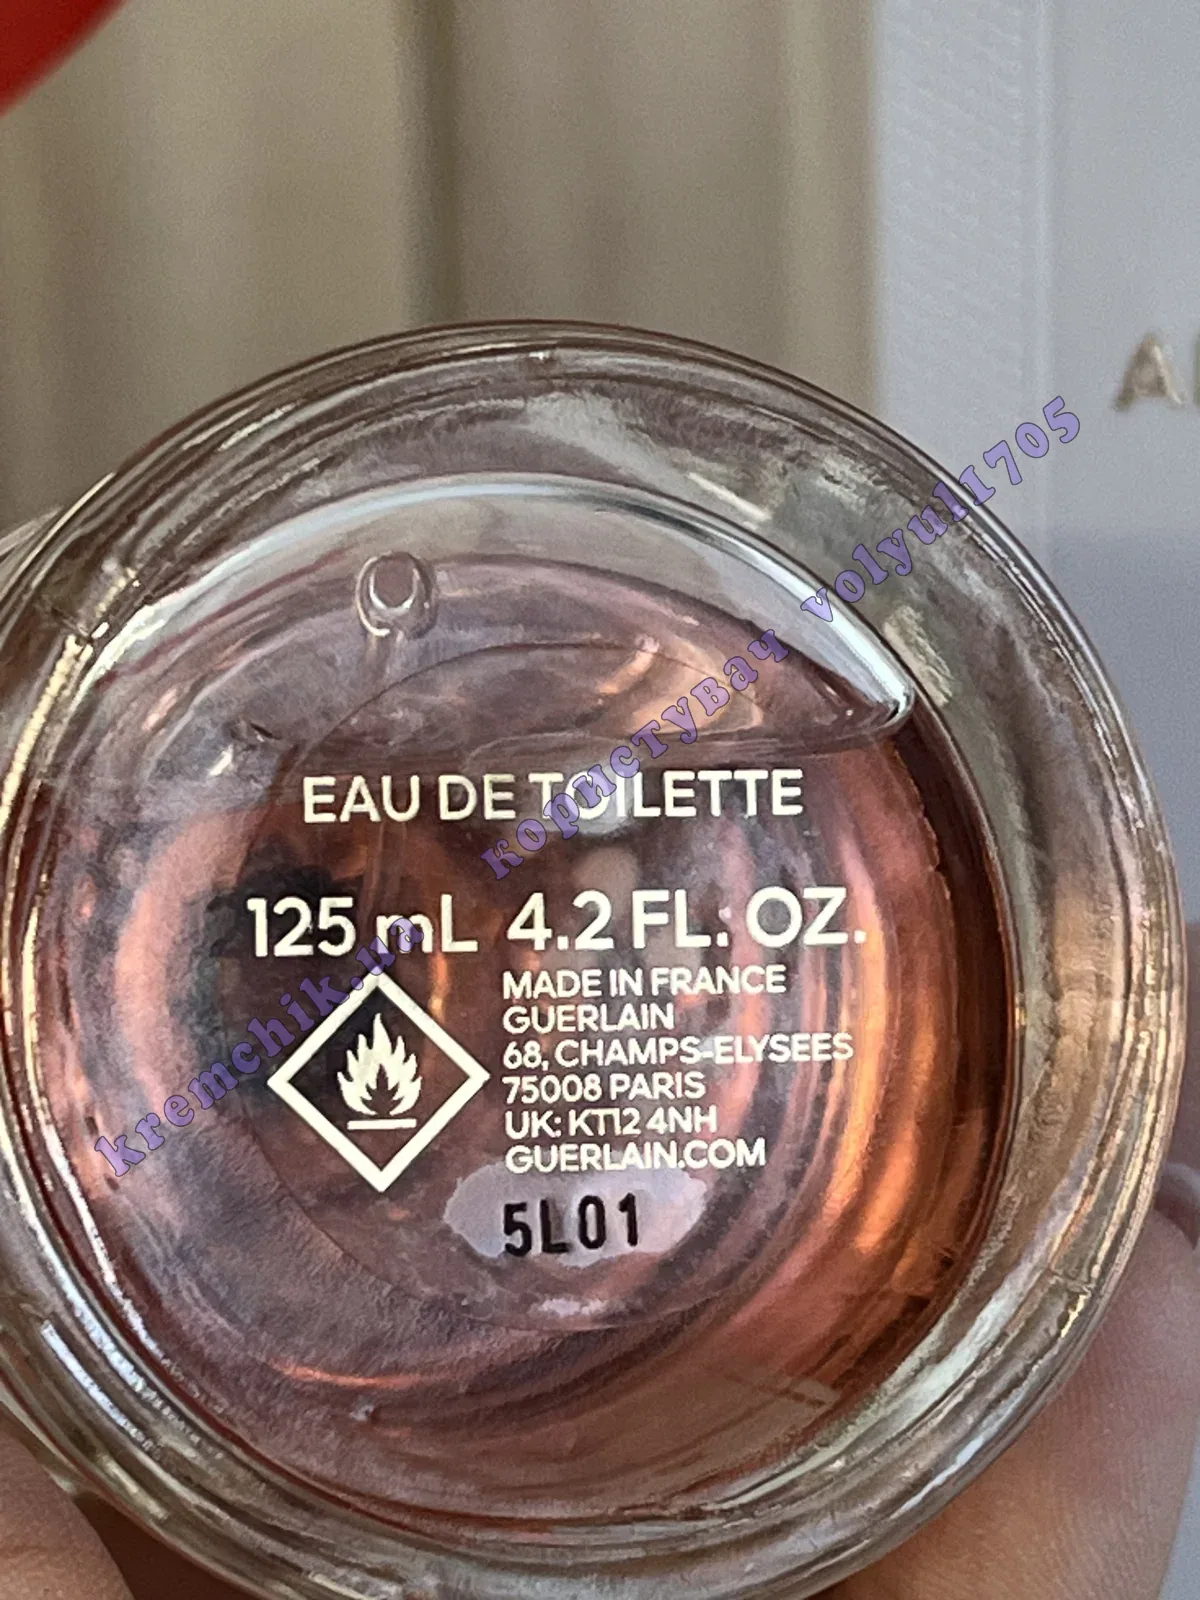 A
EAU DE TOILETTE
125 mL 4.2 FL. OZ.
MADE IN FRANCE
GUERLAIN
68, CHAMPS-ELYSEES
75008 PARIS
UK: KT12 4NH
GUERLAIN.COM
5L01
kremchik.ua користувач volyul1705